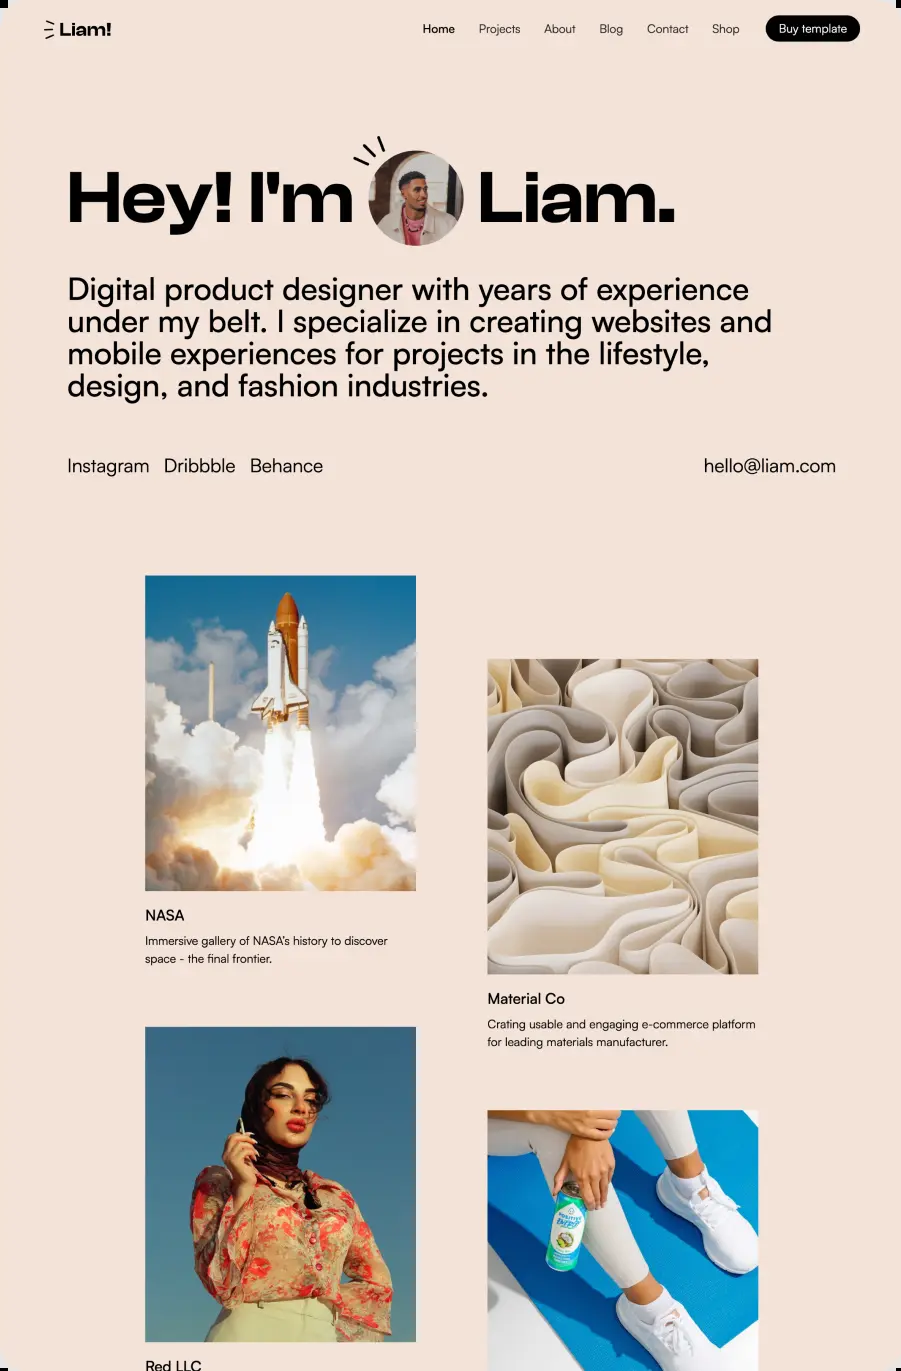 Liam!
Home Projects About Blog Contact Shop Buy template
Hey! I'm Liam.
Digital product designer with years of experience
under my belt. I specialize in creating websites and
mobile experiences for projects in the lifestyle,
design, and fashion industries.
Instagram Dribbble Behance
hello@liam.com
NASA
Immersive gallery of NASA's history to discover
space - the final frontier.
Material Co
Crating usable and engaging e-commerce platform
for leading materials manufacturer.
Red LLC